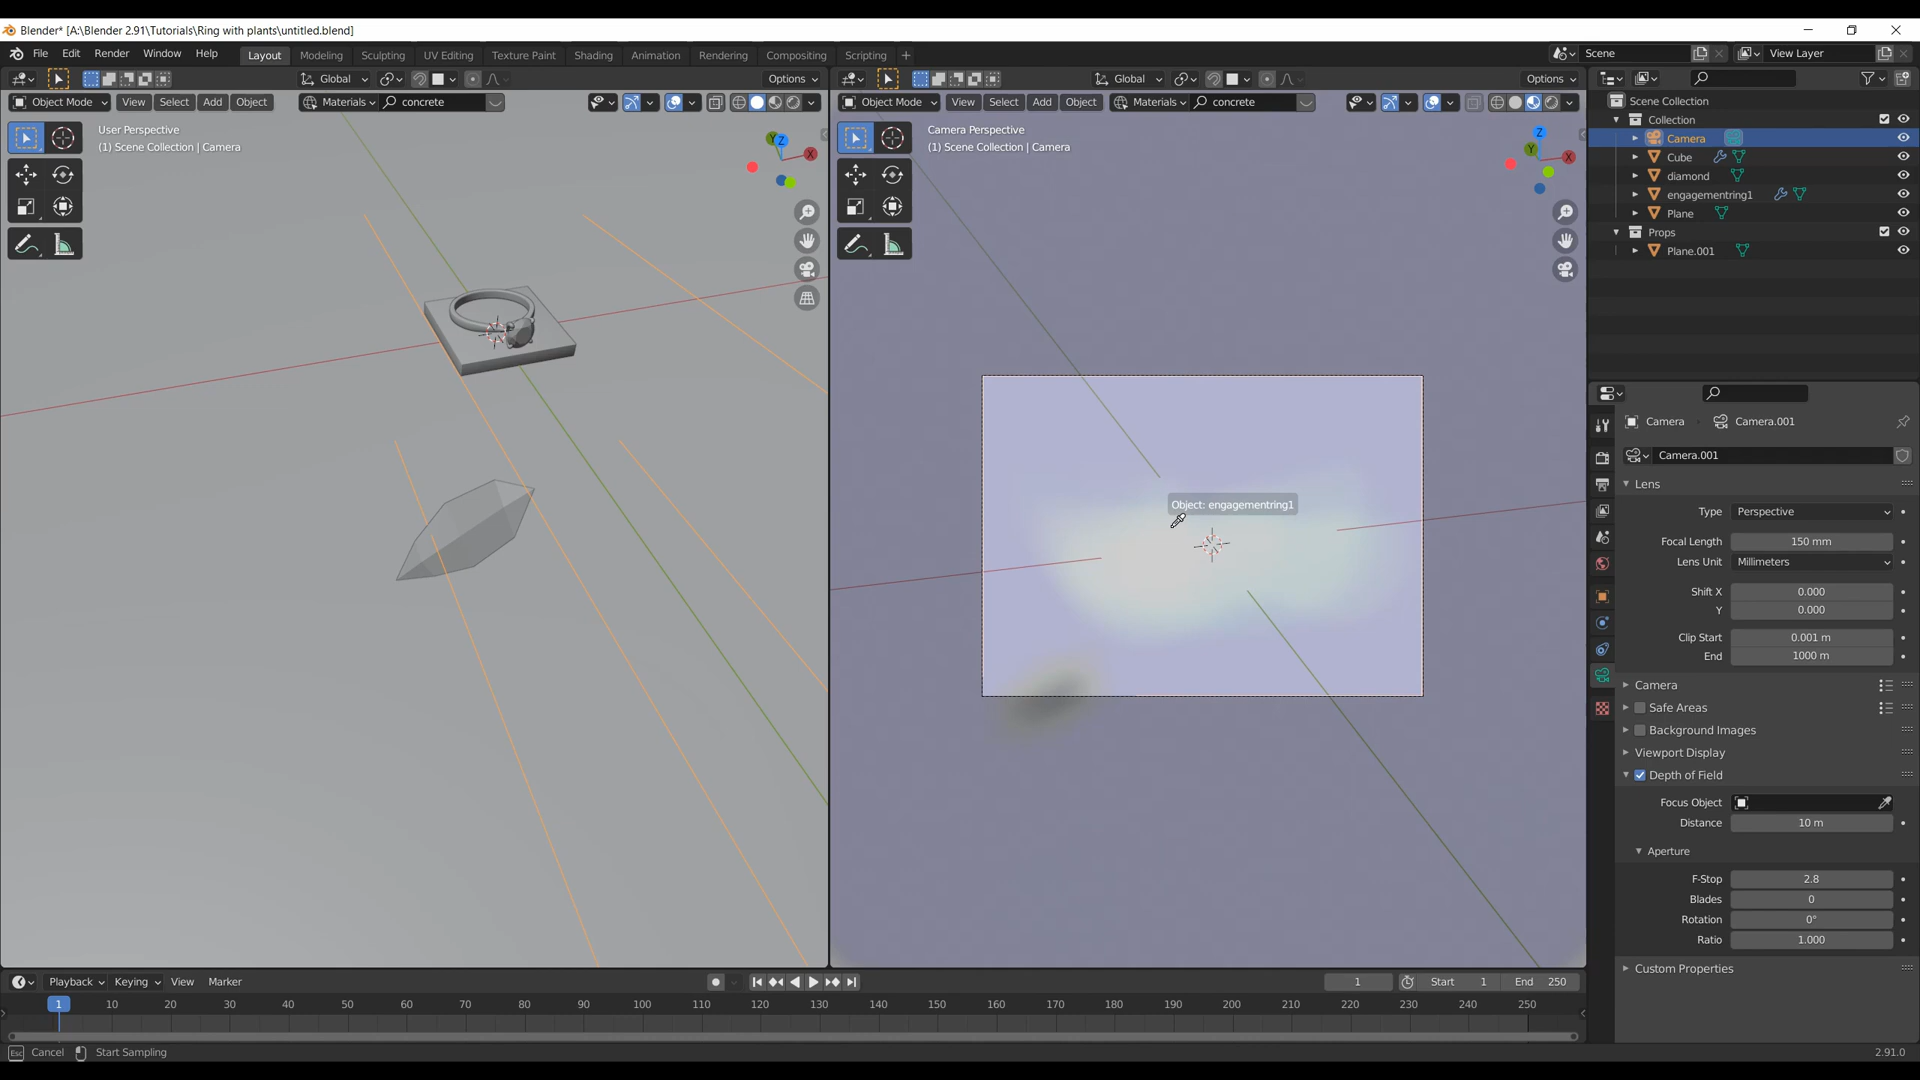 Blender* [A:\Blender 2.91\Tutorials\Ring with plants\untitled.blend]
File Edit Render Window Help Layout Modeling Sculpting UV Editing Texture Paint Shading Animation Rendering Compositing Scripting + Scene View Layer
Global Options Global Options
Object Mode View Select Add Object Materials concrete Object Mode View Select Add Object Materials concrete
User Perspective
(1) Scene Collection | Camera
Z
Y
X
Camera Perspective
(1) Scene Collection | Camera
Z
Y
X
Object: engagementring1
Scene Collection
Collection
Camera
Cube
diamond
engagementring1
Plane
Props
Plane.001
Camera Camera.001
Camera.001
Lens
Type Perspective
Focal Length 150 mm
Lens Unit Millimeters
Shift X 0.000
Y 0.000
Clip Start 0.001 m
End 1000 m
Camera
Safe Areas
Background Images
Viewport Display
Depth of Field
Focus Object
Distance 10 m
Aperture
F-Stop 2.8
Blades 0
Rotation 0°
Ratio 1.000
Custom Properties
Playback Keying View Marker 1 Start 1 End 250
1 10 20 30 40 50 60 70 80 90 100 110 120 130 140 150 160 170 180 190 200 210 220 230 240 250
Esc Cancel Start Sampling 2.91.0